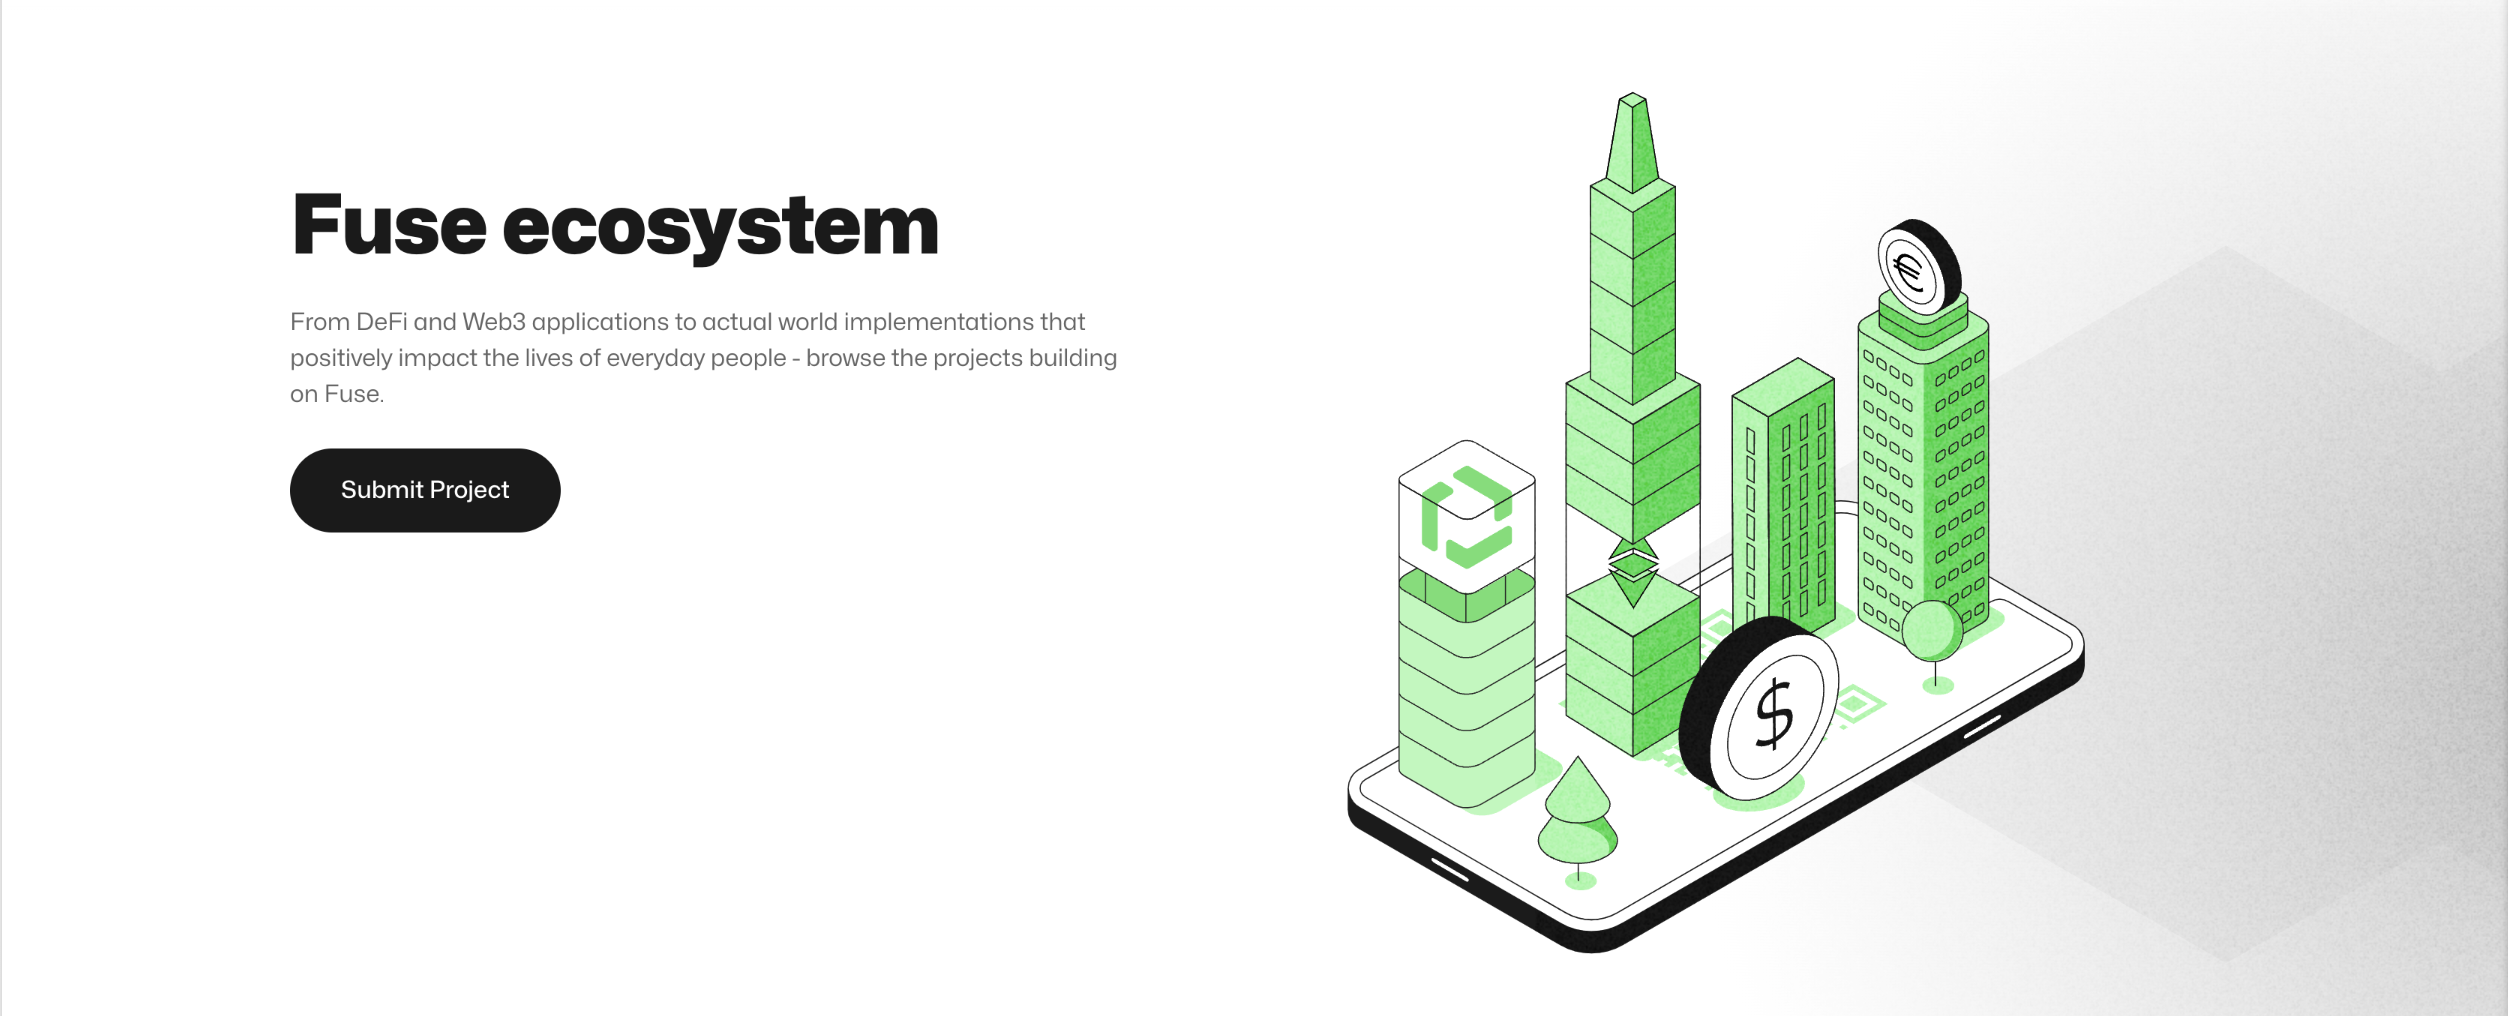 Fuse ecosystem
From DeFi and Web3 applications to actual world implementations that
positively impact the lives of everyday people - browse the projects building
on Fuse.
Submit Project
€
$